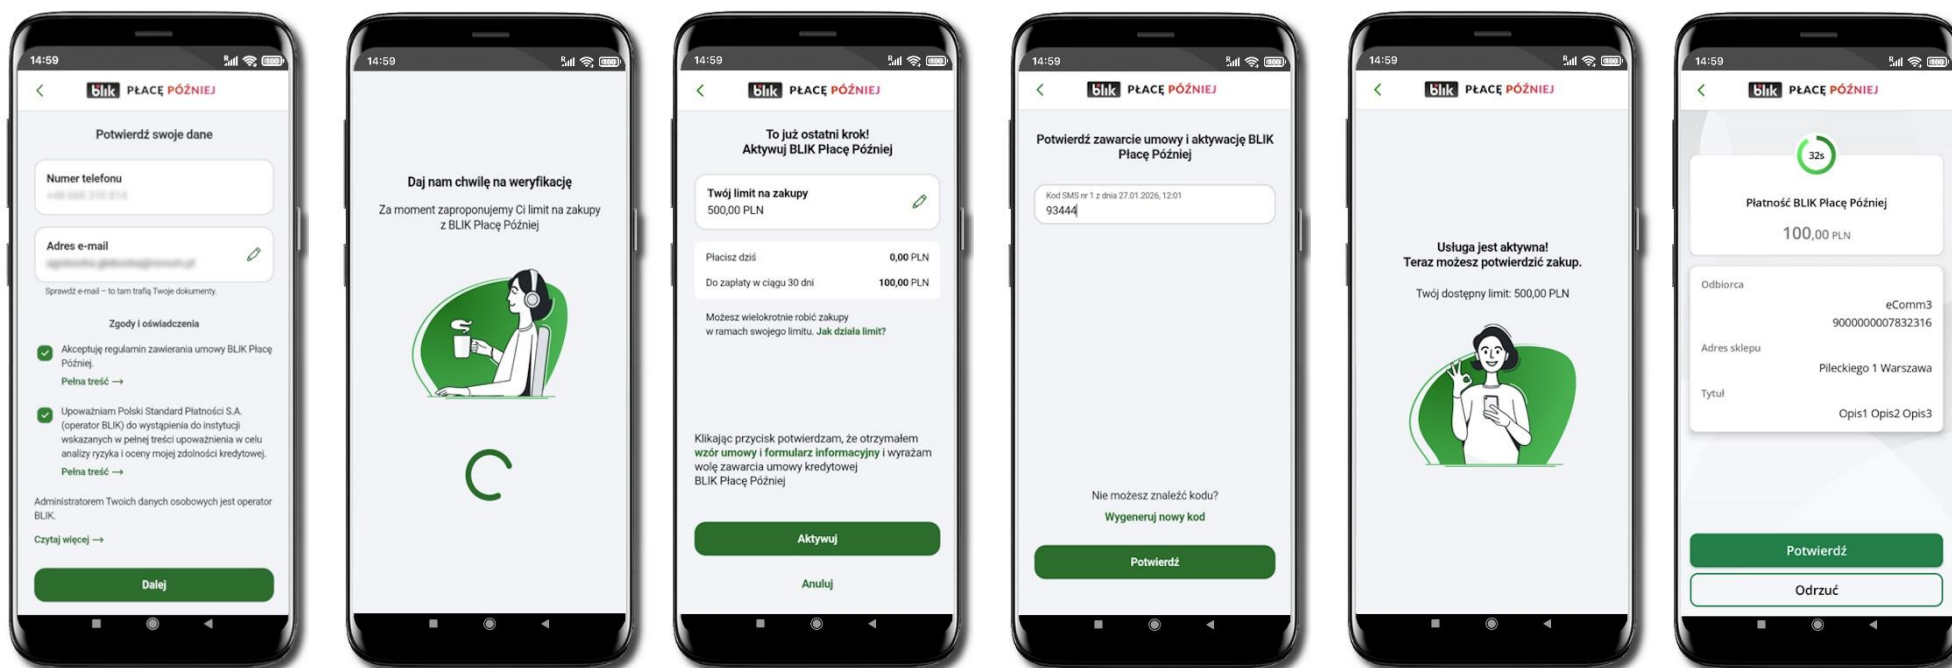 14:59
blik PŁACĘ PÓŹNIEJ
Potwierdź swoje dane
Numer telefonu
Adres e-mail
Sprawdź e-mail – to tam trafią Twoje dokumenty.
Zgody i oświadczenia
Akceptuję regulamin zawierania umowy BLIK Płacę
Później.
Pełna treść →
Upoważniam Polski Standard Płatności S.A.
(operator BLIK) do wystąpienia do instytucji
wskazanych w pełnej treści upoważnienia w celu
analizy ryzyka i oceny mojej zdolności kredytowej.
Pełna treść →
Administratorem Twoich danych osobowych jest operator
BLIK.
Czytaj więcej →
Dalej
14:59
Daj nam chwilę na weryfikację
Za moment zaproponujemy Ci limit na zakupy
z BLIK Płacę Później
14:59
blik PŁACĘ PÓŹNIEJ
To już ostatni krok!
Aktywuj BLIK Płacę Później
Twój limit na zakupy
500,00 PLN
Płacisz dziś 0,00 PLN
Do zapłaty w ciągu 30 dni 100,00 PLN
Możesz wielokrotnie robić zakupy
w ramach swojego limitu. Jak działa limit?
Klikając przycisk potwierdzam, że otrzymałem
wzór umowy i formularz informacyjny i wyrażam
wolę zawarcia umowy kredytowej
BLIK Płacę Później
Aktywuj
Anuluj
14:59
blik PŁACĘ PÓŹNIEJ
Potwierdź zawarcie umowy i aktywację BLIK
Płacę Później
Kod SMS nr 1 z dnia 27.01.2026, 12:01
93444
Nie możesz znaleźć kodu?
Wygeneruj nowy kod
Potwierdź
14:59
blik PŁACĘ PÓŹNIEJ
Usługa jest aktywna!
Teraz możesz potwierdzić zakup.
Twój dostępny limit: 500,00 PLN
14:59
blik PŁACĘ PÓŹNIEJ
32s
Płatność BLIK Płacę Później
100,00 PLN
Odbiorca
eComm3
9000000007832316
Adres sklepu
Pileckiego 1 Warszawa
Tytuł
Opis1 Opis2 Opis3
Potwierdź
Odrzuć